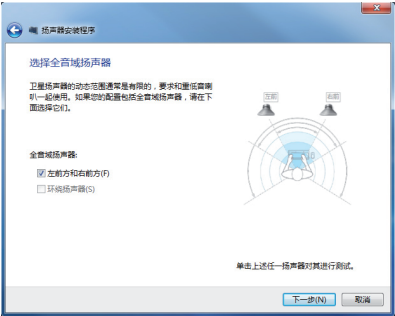 扬声器安装程序
选择全音域扬声器
卫星扬声器的动态范围通常是有限的，要求和重低音喇
叭一起使用。如果您的配置包括全音域扬声器，请在下
面选择它们。
左前
右前
全音域扬声器:
左前方和右前方(F)
环绕扬声器(S)
单击上述任一扬声器对其进行测试。
下一步(N)
取消